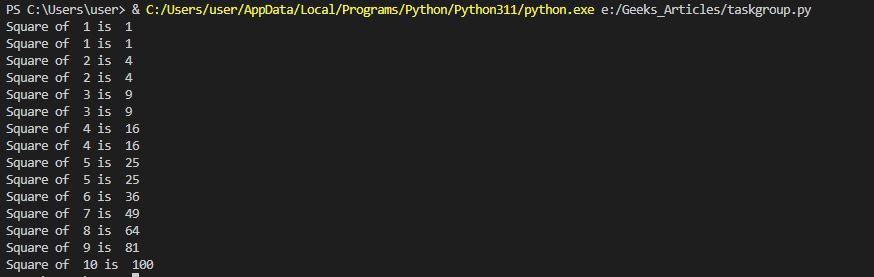 PS C:\Users\user> & C:/Users/user/AppData/Local/Programs/Python/Python311/python.exe e:/Geeks_Articles/taskgroup.py
Square of  1 is  1
Square of  1 is  1
Square of  2 is  4
Square of  2 is  4
Square of  3 is  9
Square of  3 is  9
Square of  4 is  16
Square of  4 is  16
Square of  5 is  25
Square of  5 is  25
Square of  6 is  36
Square of  7 is  49
Square of  8 is  64
Square of  9 is  81
Square of  10 is  100